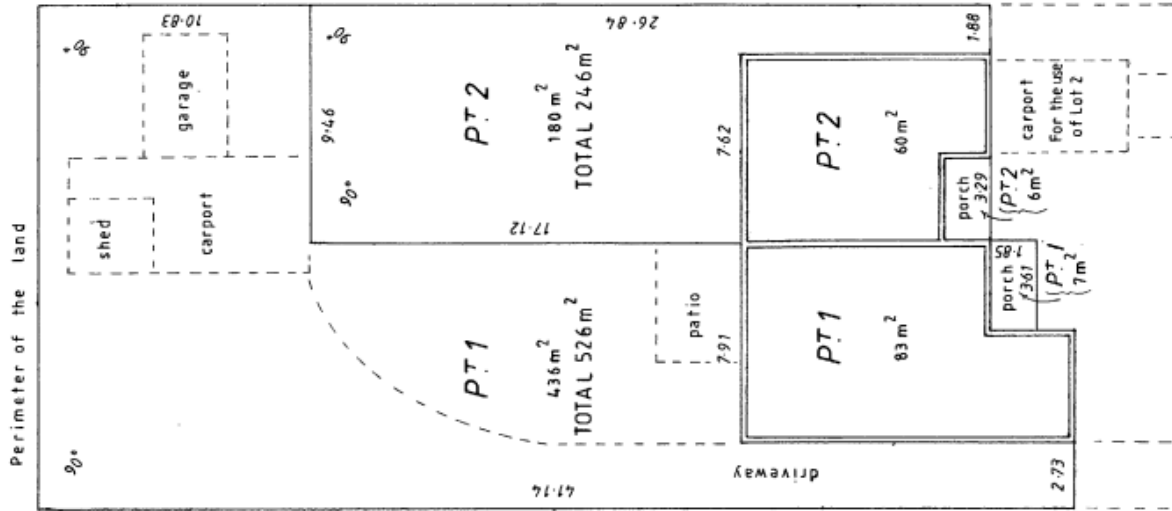 Perimeter of the land
90°
10·83
90°
26·84
1·88
garage
9·46
PT 2
180 m²
TOTAL 246m²
7·62
PT 2
60m²
carport
For the use
of Lot 2
shed
carport
90°
17·12
porch
3·29
(PT 2
6m²)
1·85
porch
3·61
(PT 1
7m²)
PT 1
436m²
TOTAL 526m²
patio
7·91
PT 1
83m²
90°
41·14
driveway
2·73